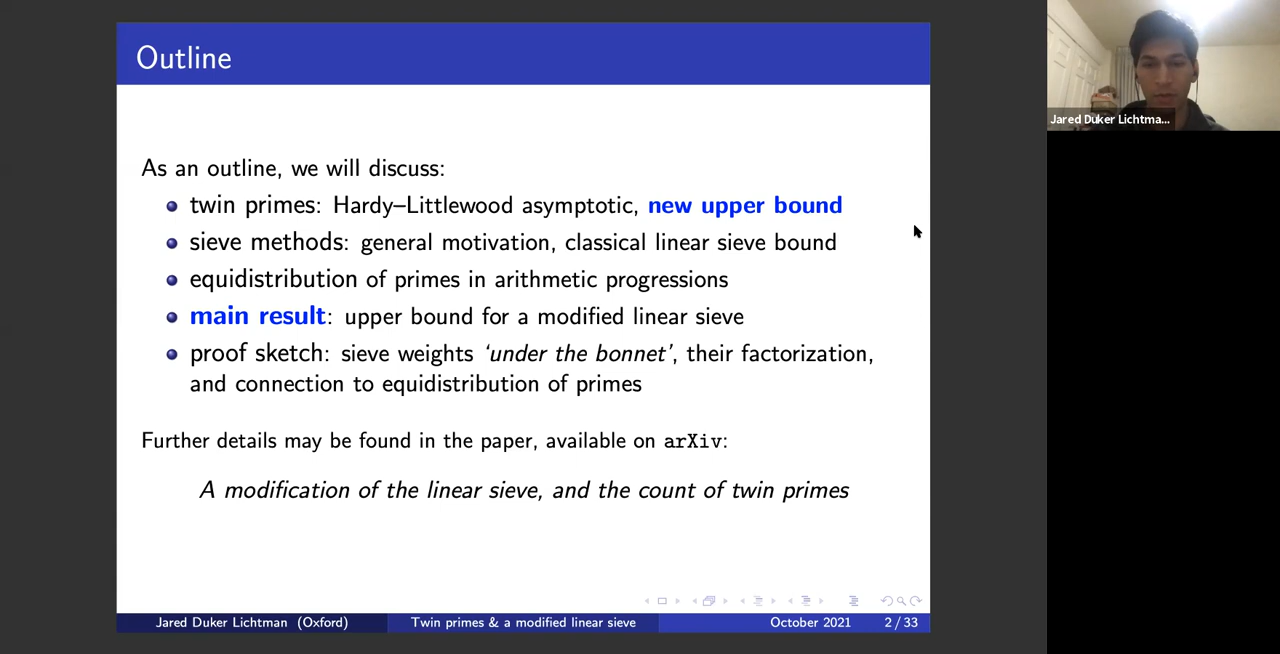 Outline
Jared Duker Lichtma...
As an outline, we will discuss:
twin primes: Hardy–Littlewood asymptotic, new upper bound
sieve methods: general motivation, classical linear sieve bound
equidistribution of primes in arithmetic progressions
main result: upper bound for a modified linear sieve
proof sketch: sieve weights ‘under the bonnet’, their factorization,
and connection to equidistribution of primes
Further details may be found in the paper, available on arXiv:
A modification of the linear sieve, and the count of twin primes
Jared Duker Lichtman (Oxford) Twin primes & a modified linear sieve October 2021 2 / 33